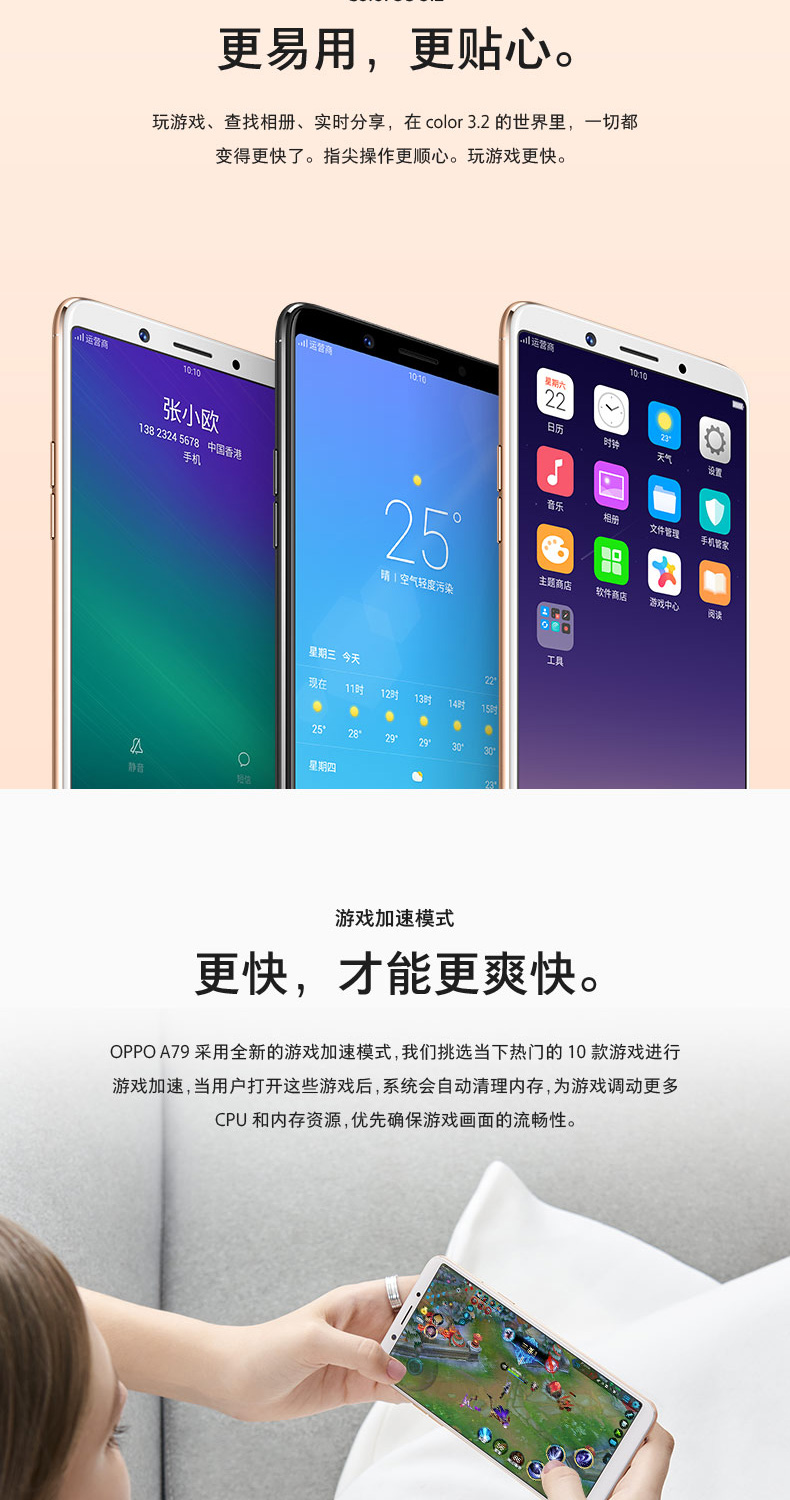 更易用，更贴心。
玩游戏、查找相册、实时分享，在 color 3.2 的世界里，一切都
变得更快了。指尖操作更顺心。玩游戏更快。
运营商
10:10
张小欧
138 2324 5678 中国香港
手机
静音
短信
运营商
10:10
25°
晴 | 空气轻度污染
星期三 今天
22°
现在 11时 12时 13时 14时 15时
25° 28° 29° 29° 30° 30°
星期四
23°
运营商
10:10
星期六
22
23°
日历 时钟 天气 设置
音乐 相册 文件管理 手机管家
主题商店 软件商店 游戏中心 阅读
工具
游戏加速模式
更快，才能更爽快。
OPPO A79 采用全新的游戏加速模式,我们挑选当下热门的 10 款游戏进行
游戏加速,当用户打开这些游戏后,系统会自动清理内存,为游戏调动更多
CPU 和内存资源,优先确保游戏画面的流畅性。